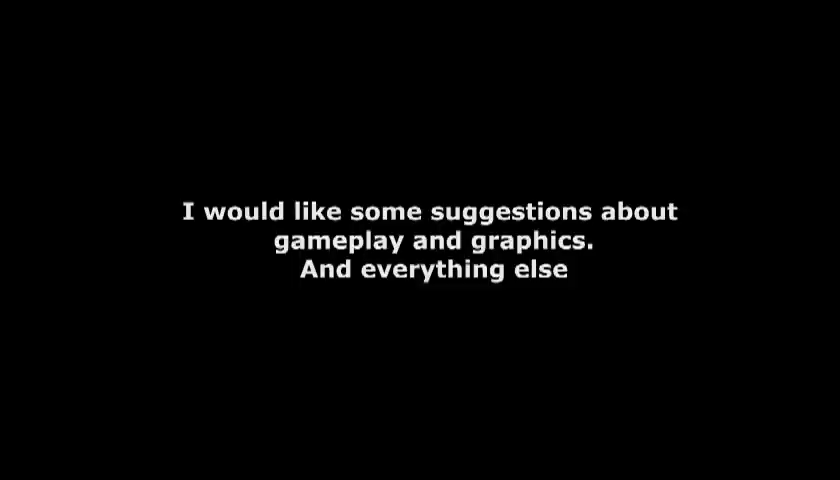 I would like some suggestions about
gameplay and graphics.
And everything else